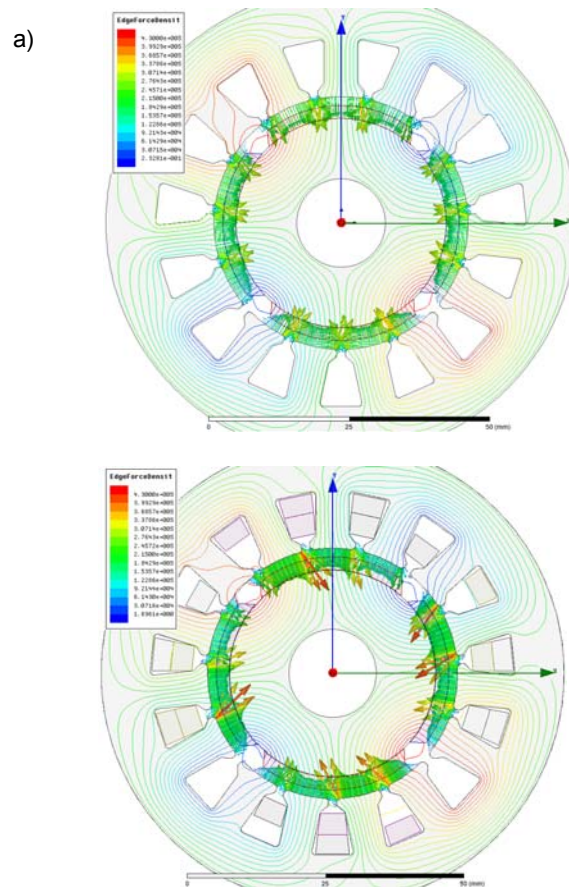 a)
EdgeForceDensit
4.3000e+005
3.9929e+005
3.6857e+005
3.3786e+005
3.0714e+005
2.7643e+005
2.4571e+005
2.1500e+005
1.8429e+005
1.5357e+005
1.2286e+005
9.2143e+004
6.1429e+004
3.0715e+004
0
25
50 (mm)
EdgeForceDensit
4.3000e+005
3.9929e+005
3.6857e+005
3.3786e+005
3.0714e+005
2.7643e+005
2.4572e+005
2.1500e+005
1.8429e+005
1.5357e+005
1.2286e+005
9.2144e+004
6.1430e+004
3.0716e+004
0
25
50 (mm)